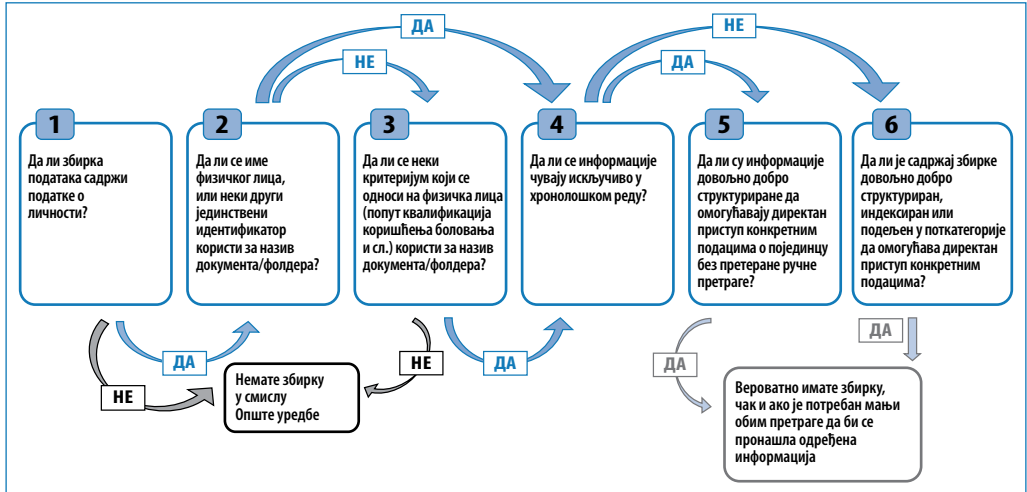 ДА
НЕ
НЕ
ДА
1
Да ли збирка
података садржи
податке о
личности?
2
Да ли се име
физичког лица,
или неки други
јединствени
идентификатор
користи за назив
документа/фолдера?
3
Да ли се неки
критеријум који се
односи на физичка лица
(попут квалификација
коришћења боловања
и сл.) користи за назив
документа/фолдера?
4
Да ли се информације
чувају искључиво у
хронолошком реду?
5
Да ли су информације
довољно добро
структуриране да
омогућавају директан
приступ конкретним
подацима о појединцу
без претеране ручне
претраге?
6
Да ли је садржај збирке
довољно добро
структуриран,
индексиран или
подељен у поткатегорије
да омогућава директан
приступ конкретним
подацима?
НЕ
ДА
НЕ
ДА
ДА
ДА
Немате збирку
у смислу
Опште уредбе
Вероватно имате збирку,
чак и ако је потребан мањи
обим претраге да би се
пронашла одређена
информација